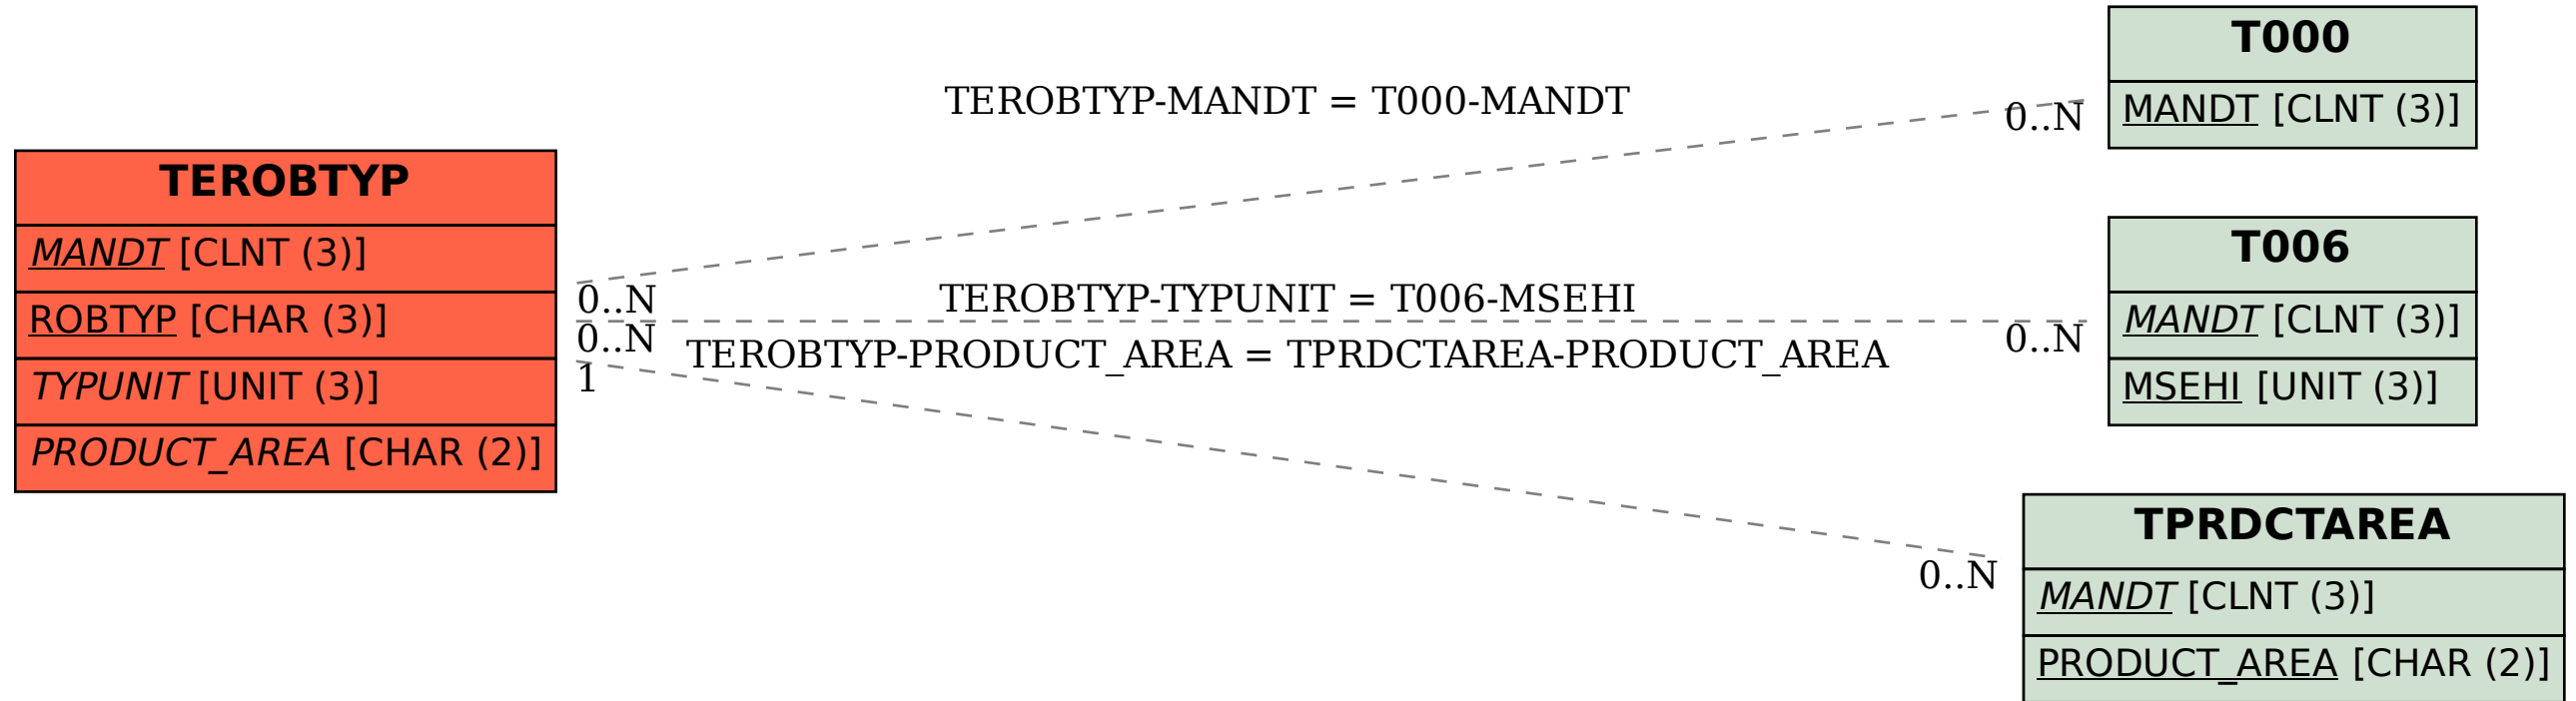 TEROBTYP
MANDT [CLNT (3)]
ROBTYP [CHAR (3)]
TYPUNIT [UNIT (3)]
PRODUCT_AREA [CHAR (2)]
TEROBTYP-MANDT = T000-MANDT
0..N
0..N
TEROBTYP-TYPUNIT = T006-MSEHI
0..N
0..N
TEROBTYP-PRODUCT_AREA = TPRDCTAREA-PRODUCT_AREA
1
0..N
T000
MANDT [CLNT (3)]
T006
MANDT [CLNT (3)]
MSEHI [UNIT (3)]
TPRDCTAREA
MANDT [CLNT (3)]
PRODUCT_AREA [CHAR (2)]